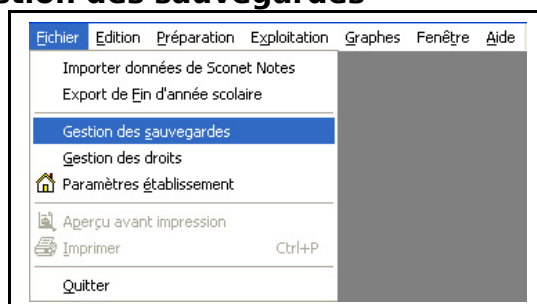 stion des sauvegardes
Fichier Edition Préparation Exploitation Graphes Fenêtre Aide
Importer données de Sconet Notes
Export de Fin d'année scolaire
Gestion des sauvegardes
Gestion des droits
Paramètres établissement
Aperçu avant impression
Imprimer Ctrl+P
Quitter